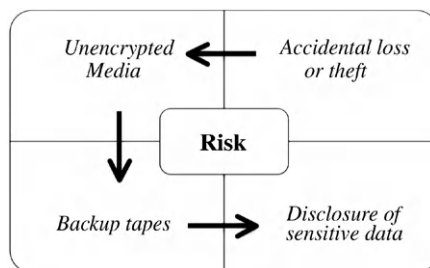 Unencrypted
Media
Accidental loss
or theft
Risk
Backup tapes
Disclosure of
sensitive data